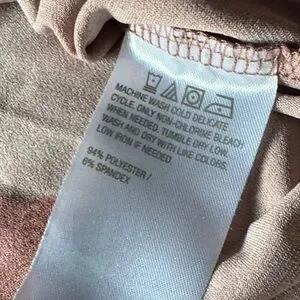 MACHINE WASH COLD DELICATE
CYCLE. ONLY NON-CHLORINE BLEACH
WHEN NEEDED. TUMBLE DRY LOW.
WASH AND DRY WITH LIKE COLORS.
LOW IRON IF NEEDED.
94% POLYESTER /
6% SPANDEX